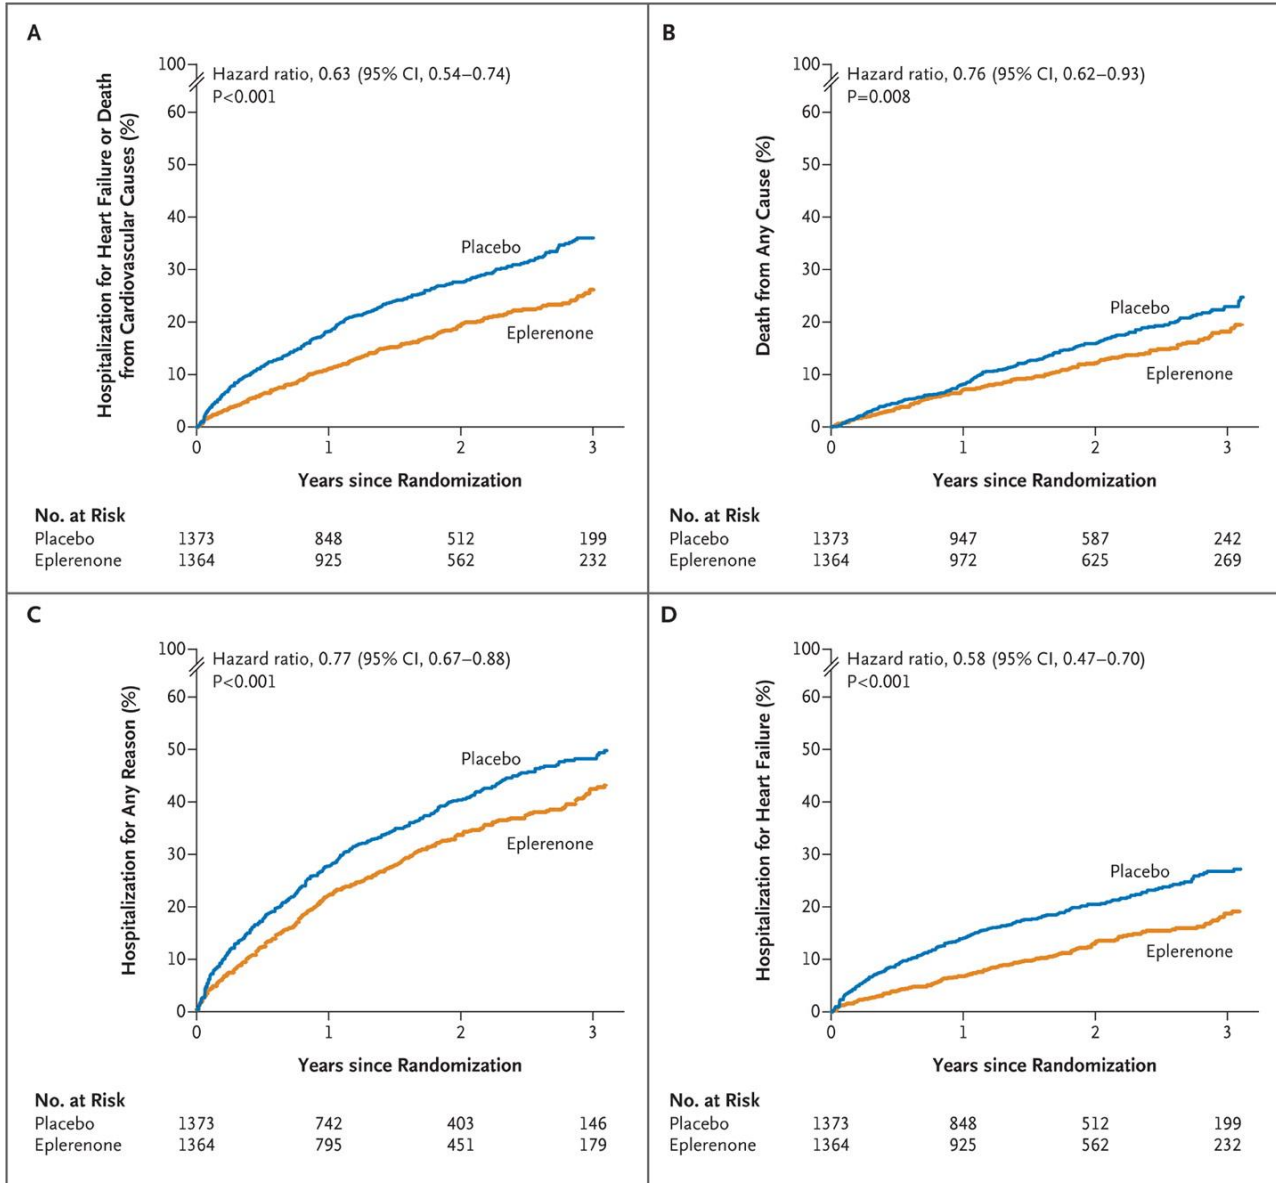 A
Hospitalization for Heart Failure or Death
from Cardiovascular Causes (%)
100
60
50
40
30
20
10
0
Hazard ratio, 0.63 (95% CI, 0.54–0.74)
P<0.001
Placebo
Eplerenone
0 1 2 3
Years since Randomization
No. at Risk
Placebo 1373 848 512 199
Eplerenone 1364 925 562 232
B
Death from Any Cause (%)
100
60
50
40
30
20
10
0
Hazard ratio, 0.76 (95% CI, 0.62–0.93)
P=0.008
Placebo
Eplerenone
0 1 2 3
Years since Randomization
No. at Risk
Placebo 1373 947 587 242
Eplerenone 1364 972 625 269
C
Hospitalization for Any Reason (%)
100
60
50
40
30
20
10
0
Hazard ratio, 0.77 (95% CI, 0.67–0.88)
P<0.001
Placebo
Eplerenone
0 1 2 3
Years since Randomization
No. at Risk
Placebo 1373 742 403 146
Eplerenone 1364 795 451 179
D
Hospitalization for Heart Failure (%)
100
60
50
40
30
20
10
0
Hazard ratio, 0.58 (95% CI, 0.47–0.70)
P<0.001
Placebo
Eplerenone
0 1 2 3
Years since Randomization
No. at Risk
Placebo 1373 848 512 199
Eplerenone 1364 925 562 232